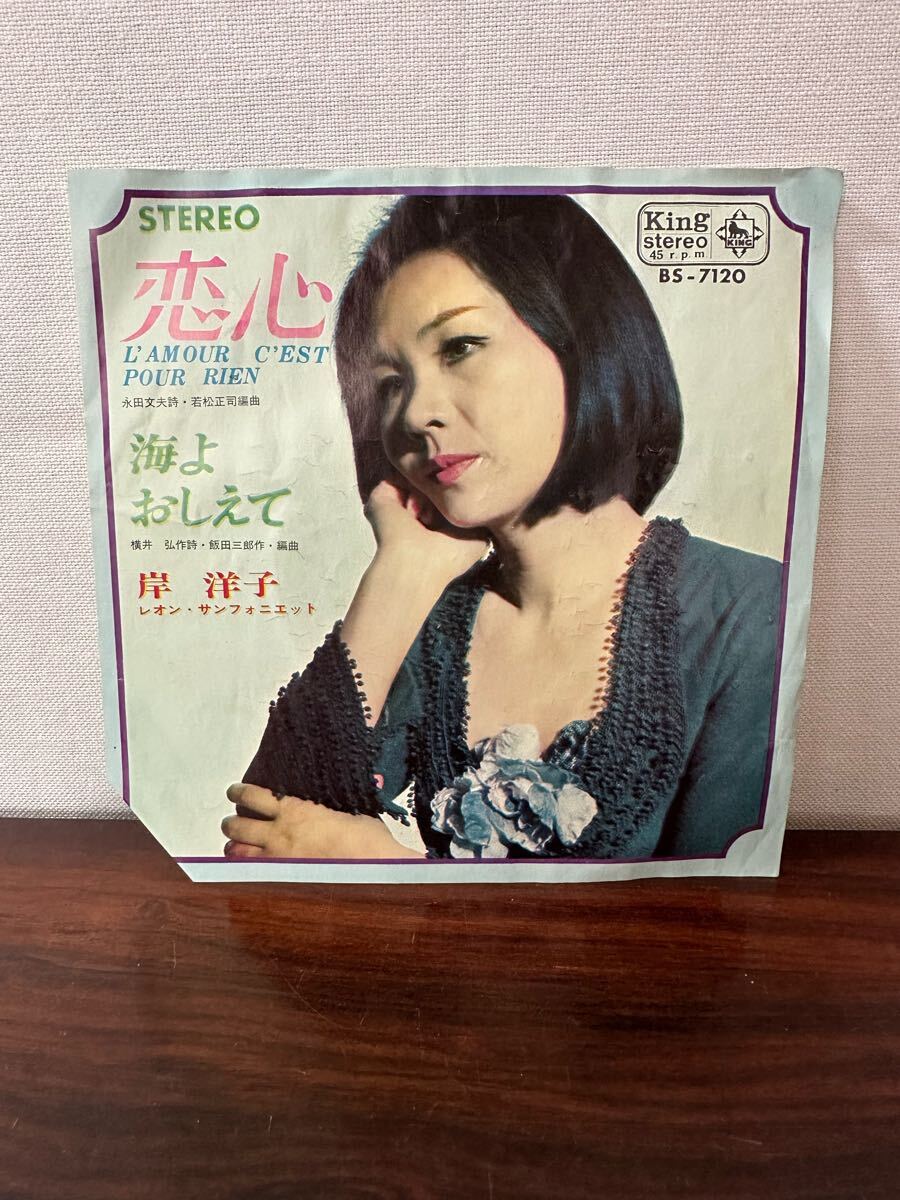 STEREO
恋心
L'AMOUR C'EST
POUR RIEN
永田文夫詩・若松正司編曲
海よ
おしえて
横井 弘作詩・飯田三郎作・編曲
岸 洋子
レオン・サンフォニエット
King
stereo
45 r.p.m
KING
BS-7120